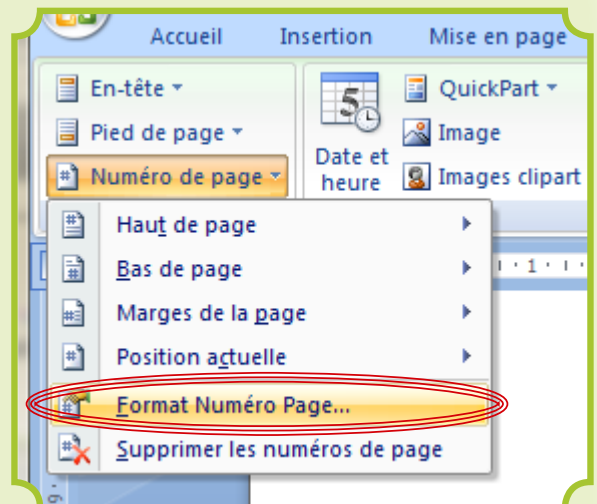 Accueil Insertion Mise en page
En-tête
Pied de page
Numéro de page
5
Date et
heure
QuickPart
Image
Images clipart
Haut de page
Bas de page
Marges de la page
Position actuelle
Format Numéro Page...
Supprimer les numéros de page
1
9